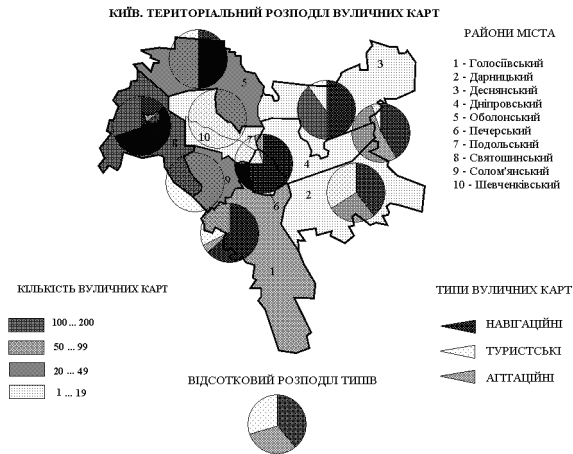 КИЇВ. ТЕРИТОРІАЛЬНИЙ РОЗПОДІЛ ВУЛИЧНИХ КАРТ
РАЙОНИ МІСТА
1 - Голосіївський
2 - Дарницький
3 - Деснянський
4 - Дніпровський
5 - Оболонський
6 - Печерський
7 - Подольський
8 - Святошинський
9 - Солом'янський
10 - Шевченківський
3
5
10
7
8
4
9
2
6
1
КІЛЬКІСТЬ ВУЛИЧНИХ КАРТ
100 ... 200
50 ... 99
20 ... 49
1 ... 19
ТИПИ ВУЛИЧНИХ КАРТ
НАВІГАЦІЙНІ
ТУРИСТСЬКІ
АГІТАЦІЙНІ
ВІДСОТКОВИЙ РОЗПОДІЛ ТИПІВ